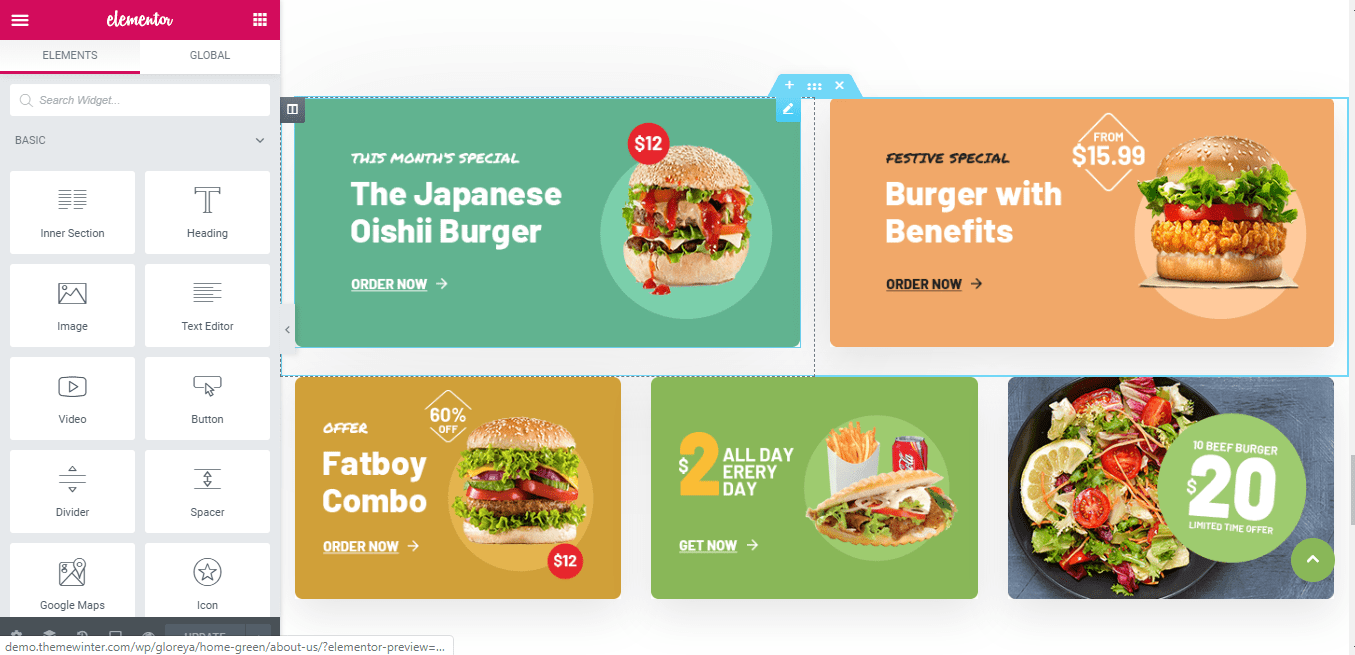 elementor
ELEMENTS
GLOBAL
Search Widget...
BASIC
Inner Section
Heading
Image
Text Editor
Video
Button
Divider
Spacer
Google Maps
Icon
UPDATE
demo.themewinter.com/wp/gloreya/home-green/about-us/?elementor-preview=...
THIS MONTH'S SPECIAL
The Japanese
Oishii Burger
ORDER NOW
$12
FESTIVE SPECIAL
Burger with
Benefits
ORDER NOW
FROM
$15.99
OFFER
Fatboy
Combo
ORDER NOW
60%
OFF
$12
$2 ALL DAY
ERERY
DAY
GET NOW
10 BEEF BURGER
$20
LIMITED TIME OFFER